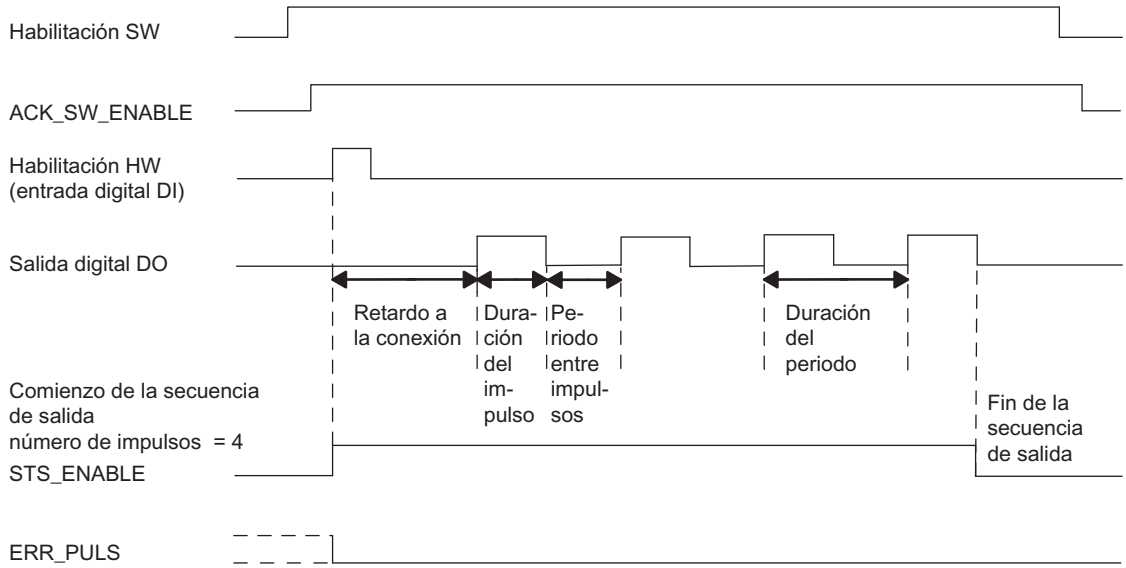 Habilitación SW
ACK_SW_ENABLE
Habilitación HW
(entrada digital DI)
Salida digital DO
Retardo a
la conexión
Dura-
ción
del
im-
pulso
Pe-
riodo
entre
impul-
sos
Duración
del
periodo
Comienzo de la secuencia
de salida
número de impulsos = 4
Fin de la
secuencia
de salida
STS_ENABLE
ERR_PULS